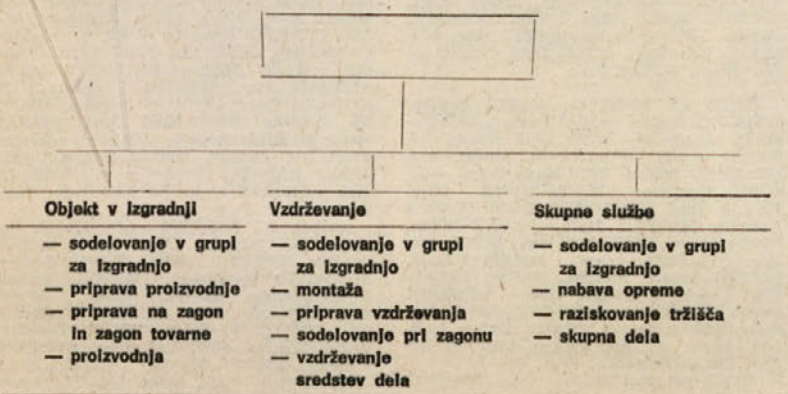 Objekt v izgradnji
— sodelovanje v grupi
za izgradnjo
— priprava proizvodnje
— priprava na zagon
in zagon tovarne
— proizvodnja
Vzdrževanje
— sodelovanje v grupi
za izgradnjo
— montaža
— priprava vzdrževanja
— sodelovanje pri zagonu
— vzdrževanje
sredstev dela
Skupne službe
— sodelovanje v grupi
za izgradnjo
— nabava opreme
— raziskovanje tržišča
— skupna dela